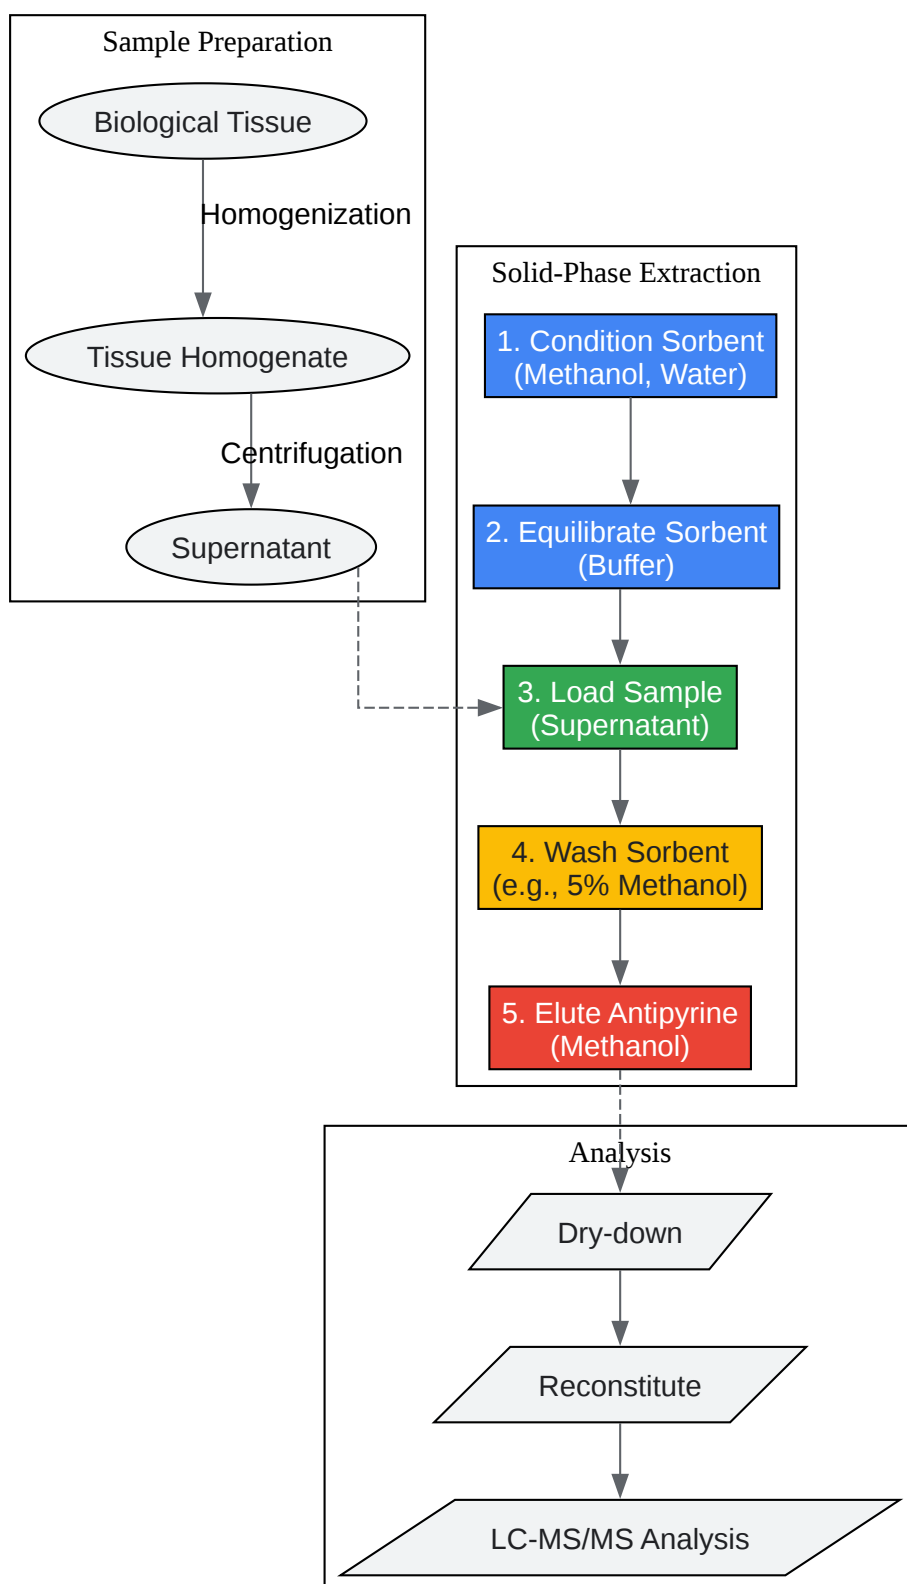 Sample Preparation
Biological Tissue
Homogenization
Tissue Homogenate
Centrifugation
Supernatant
Solid-Phase Extraction
1. Condition Sorbent
(Methanol, Water)
2. Equilibrate Sorbent
(Buffer)
3. Load Sample
(Supernatant)
4. Wash Sorbent
(e.g., 5% Methanol)
5. Elute Antipyrine
(Methanol)
Analysis
Dry-down
Reconstitute
LC-MS/MS Analysis